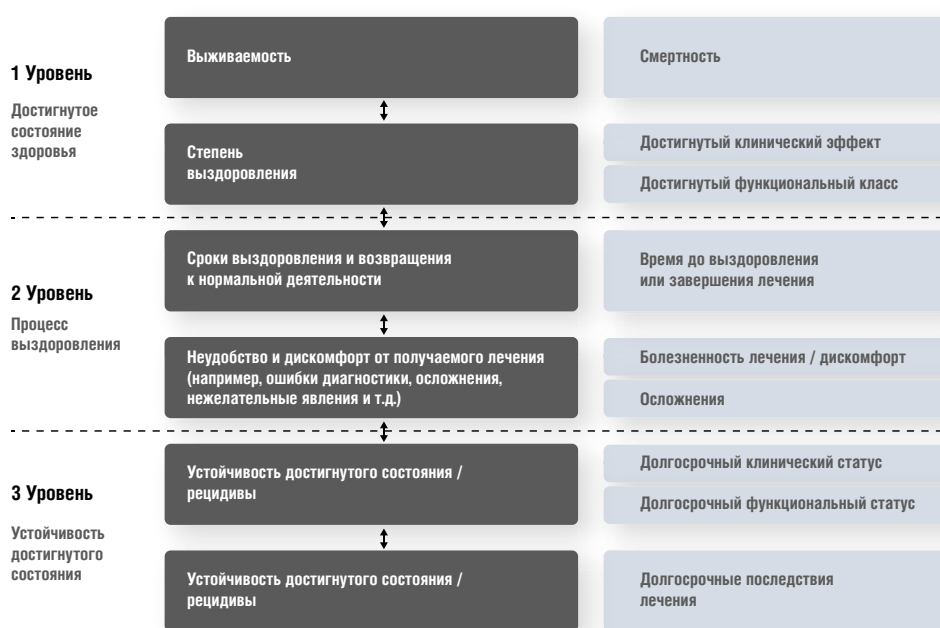 1 Уровень
Достигнутое
состояние
здоровья
Выживаемость
Смертность
Степень
выздоровления
Достигнутый клинический эффект
Достигнутый функциональный класс
2 Уровень
Процесс
выздоровления
Сроки выздоровления и возвращения
к нормальной деятельности
Время до выздоровления
или завершения лечения
Неудобство и дискомфорт от получаемого лечения
(например, ошибки диагностики, осложнения,
нежелательные явления и т.д.)
Болезненность лечения / дискомфорт
Осложнения
3 Уровень
Устойчивость
достигнутого
состояния
Устойчивость достигнутого состояния /
рецидивы
Долгосрочный клинический статус
Долгосрочный функциональный статус
Устойчивость достигнутого состояния /
рецидивы
Долгосрочные последствия
лечения